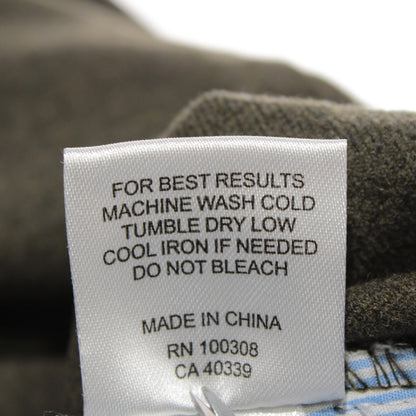 FOR BEST RESULTS
MACHINE WASH COLD
TUMBLE DRY LOW
COOL IRON IF NEEDED
DO NOT BLEACH
MADE IN CHINA
RN 100308
CA 40339